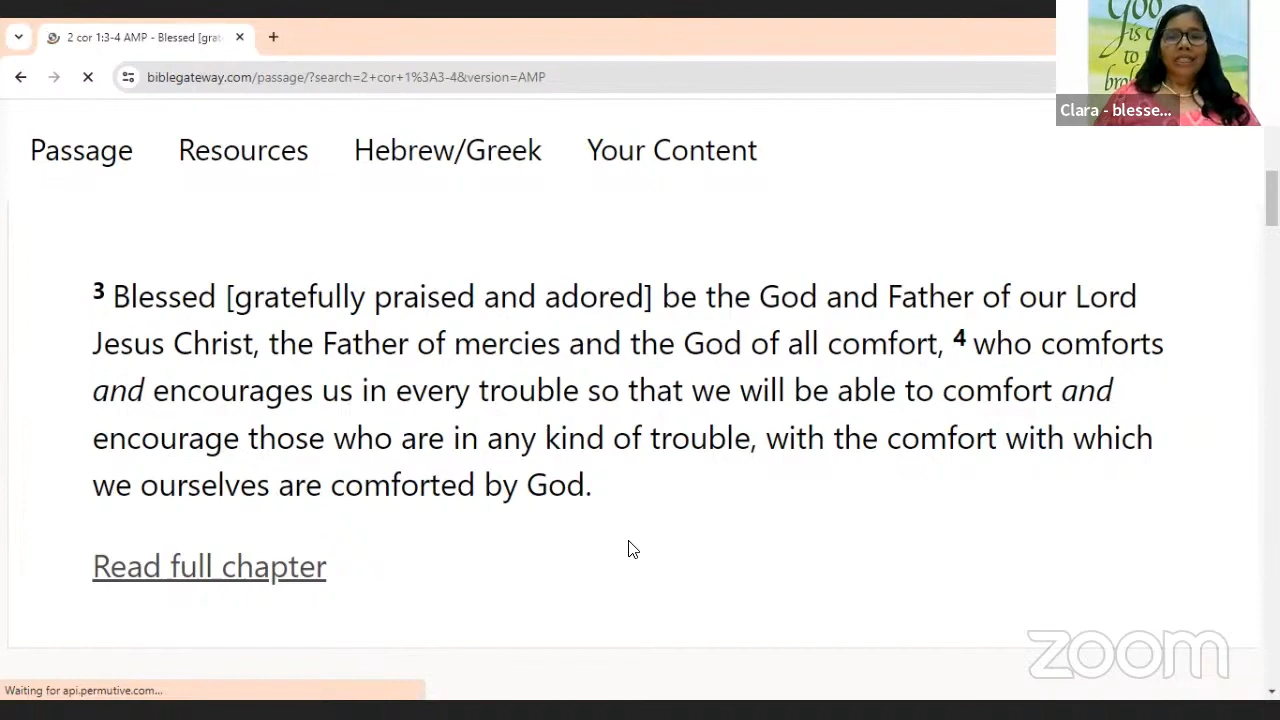 2 cor 1:3-4 AMP - Blessed [grat
biblegateway.com/passage/?search=2+cor+1%3A3-4&version=AMP
God
is c
to
bro
Clara - blesse...
Passage Resources Hebrew/Greek Your Content
3 Blessed [gratefully praised and adored] be the God and Father of our Lord
Jesus Christ, the Father of mercies and the God of all comfort, 4 who comforts
and encourages us in every trouble so that we will be able to comfort and
encourage those who are in any kind of trouble, with the comfort with which
we ourselves are comforted by God.
Read full chapter
zoom
Waiting for api.permutive.com...